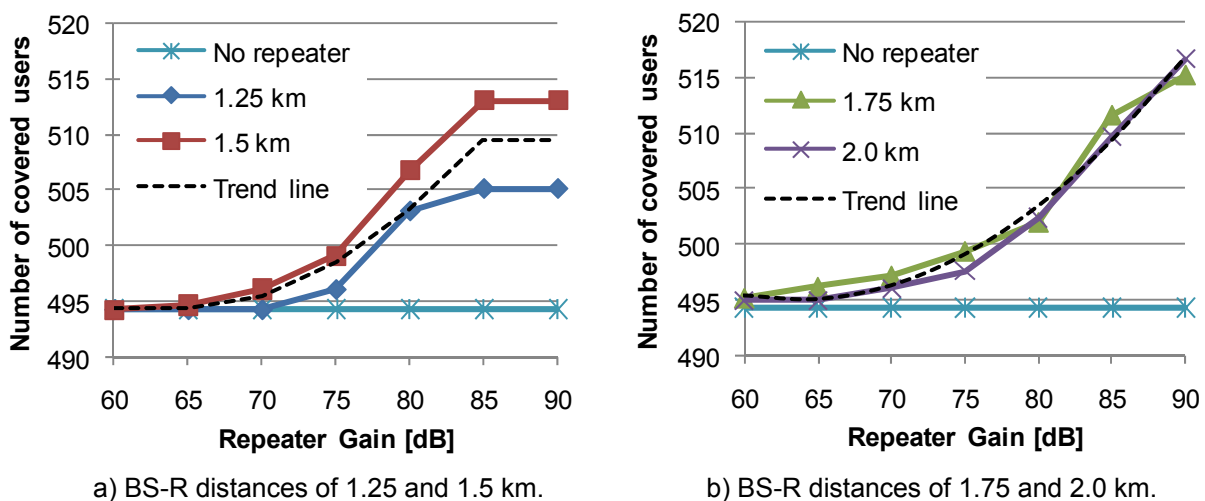 520
515
510
505
500
495
490
Number of covered users
No repeater
1.25 km
1.5 km
Trend line
60 65 70 75 80 85 90
Repeater Gain [dB]
a) BS-R distances of 1.25 and 1.5 km.
520
515
510
505
500
495
490
Number of covered users
No repeater
1.75 km
2.0 km
Trend line
60 65 70 75 80 85 90
Repeater Gain [dB]
b) BS-R distances of 1.75 and 2.0 km.